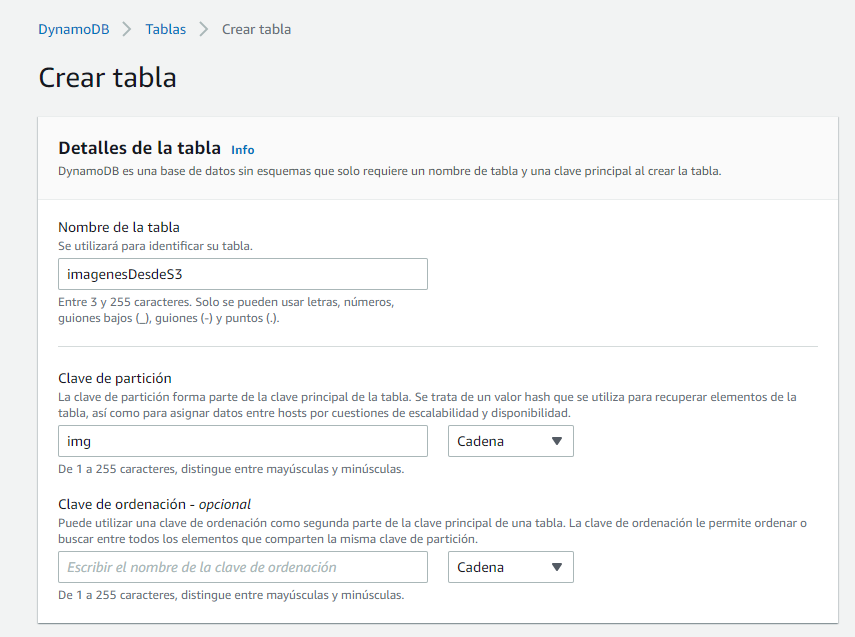 DynamoDB > Tablas > Crear tabla
Crear tabla
Detalles de la tabla Info
DynamoDB es una base de datos sin esquemas que solo requiere un nombre de tabla y una clave principal al crear la tabla.
Nombre de la tabla
Se utilizará para identificar su tabla.
imagenesDesdeS3
Entre 3 y 255 caracteres. Solo se pueden usar letras, números,
guiones bajos (_), guiones (-) y puntos (.).
Clave de partición
La clave de partición forma parte de la clave principal de la tabla. Se trata de un valor hash que se utiliza para recuperar elementos de la
tabla, así como para asignar datos entre hosts por cuestiones de escalabilidad y disponibilidad.
img Cadena
De 1 a 255 caracteres, distingue entre mayúsculas y minúsculas.
Clave de ordenación - opcional
Puede utilizar una clave de ordenación como segunda parte de la clave principal de una tabla. La clave de ordenación le permite ordenar o
buscar entre todos los elementos que comparten la misma clave de partición.
Escribir el nombre de la clave de ordenación Cadena
De 1 a 255 caracteres, distingue entre mayúsculas y minúsculas.